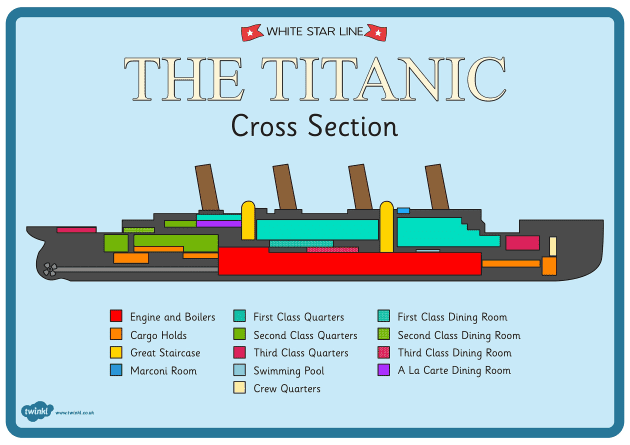 WHITE STAR LINE
THE TITANIC
Cross Section
Engine and Boilers
Cargo Holds
Great Staircase
Marconi Room
First Class Quarters
Second Class Quarters
Third Class Quarters
Swimming Pool
Crew Quarters
First Class Dining Room
Second Class Dining Room
Third Class Dining Room
A La Carte Dining Room
twinkl www.twinkl.co.uk